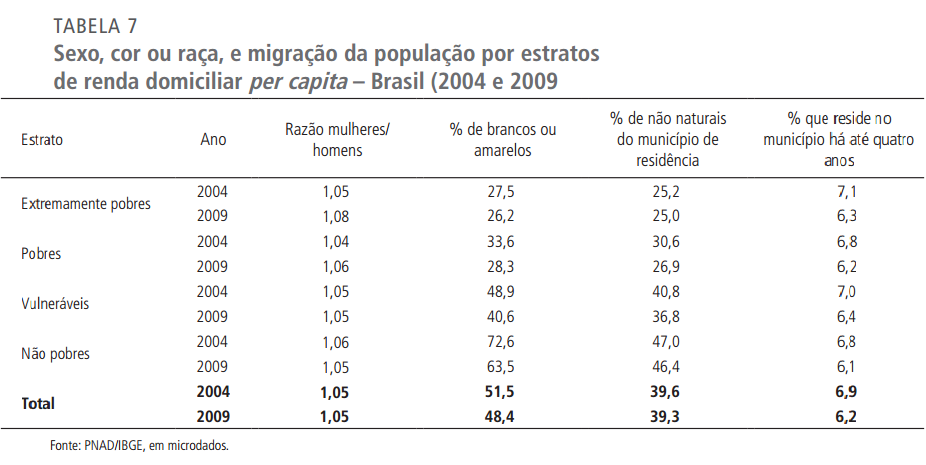 TABELA 7
Sexo, cor ou raça, e migração da população por estratos
de renda domiciliar per capita – Brasil (2004 e 2009
Estrato Ano Razão mulheres/ homens % de brancos ou amarelos % de não naturais do município de residência % que reside no município há até quatro anos
Extremamente pobres 2004 1,05 27,5 25,2 7,1
2009 1,08 26,2 25,0 6,3
Pobres 2004 1,04 33,6 30,6 6,8
2009 1,06 28,3 26,9 6,2
Vulneráveis 2004 1,05 48,9 40,8 7,0
2009 1,05 40,6 36,8 6,4
Não pobres 2004 1,06 72,6 47,0 6,8
2009 1,05 63,5 46,4 6,1
Total 2004 1,05 51,5 39,6 6,9
2009 1,05 48,4 39,3 6,2
Fonte: PNAD/IBGE, em microdados.